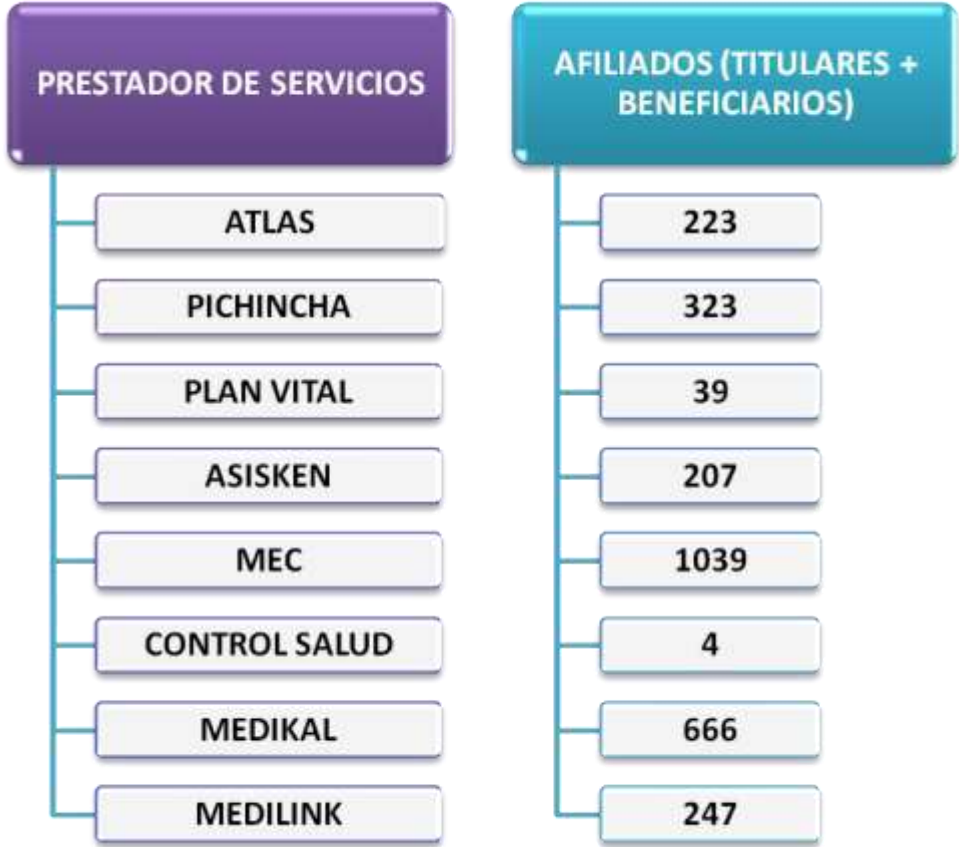 PRESTADOR DE SERVICIOS
ATLAS
PICHINCHA
PLAN VITAL
ASISKEN
MEC
CONTROL SALUD
MEDIKAL
MEDILINK
AFILIADOS (TITULARES +
BENEFICIARIOS)
223
323
39
207
1039
4
666
247